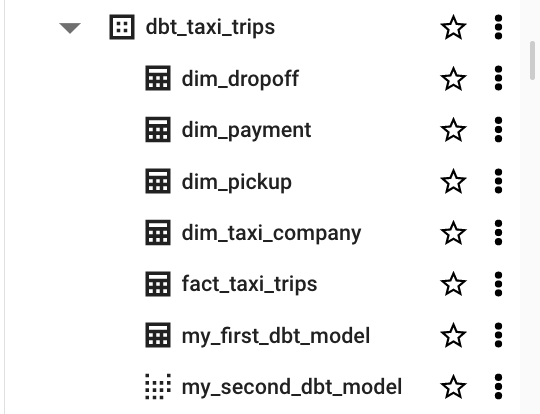 dbt_taxi_trips
dim_dropoff
dim_payment
dim_pickup
dim_taxi_company
fact_taxi_trips
my_first_dbt_model
my_second_dbt_model